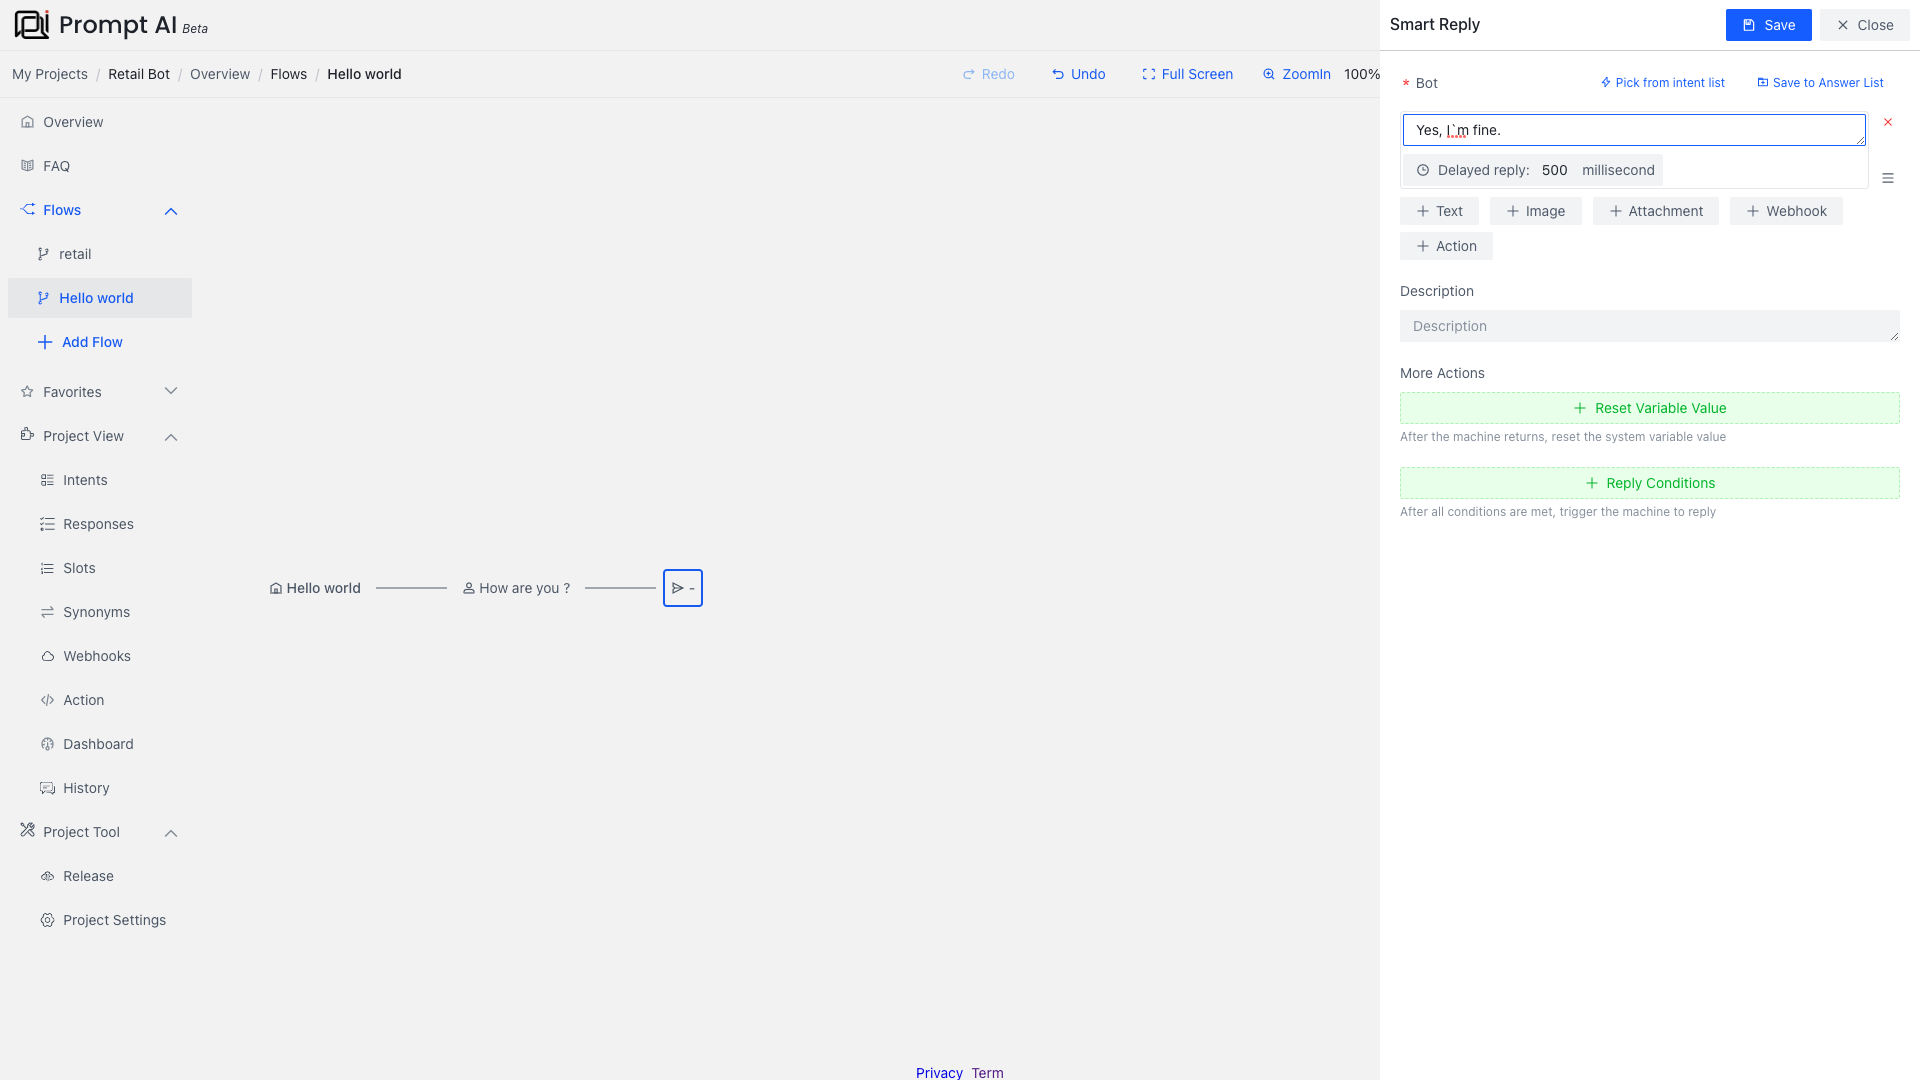 Prompt AI Beta
My Projects / Retail Bot / Overview / Flows / Hello world
Redo Undo Full Screen ZoomIn 100%
Overview
FAQ
Flows
retail
Hello world
Add Flow
Favorites
Project View
Intents
Responses
Slots
Synonyms
Webhooks
Action
Dashboard
History
Project Tool
Release
Project Settings
Hello world
How are you ?
-
Privacy Term
Smart Reply
Save
Close
* Bot
Pick from intent list
Save to Answer List
Yes, I`m fine.
Delayed reply: 500 millisecond
Text
Image
Attachment
Webhook
Action
Description
Description
More Actions
Reset Variable Value
After the machine returns, reset the system variable value
Reply Conditions
After all conditions are met, trigger the machine to reply